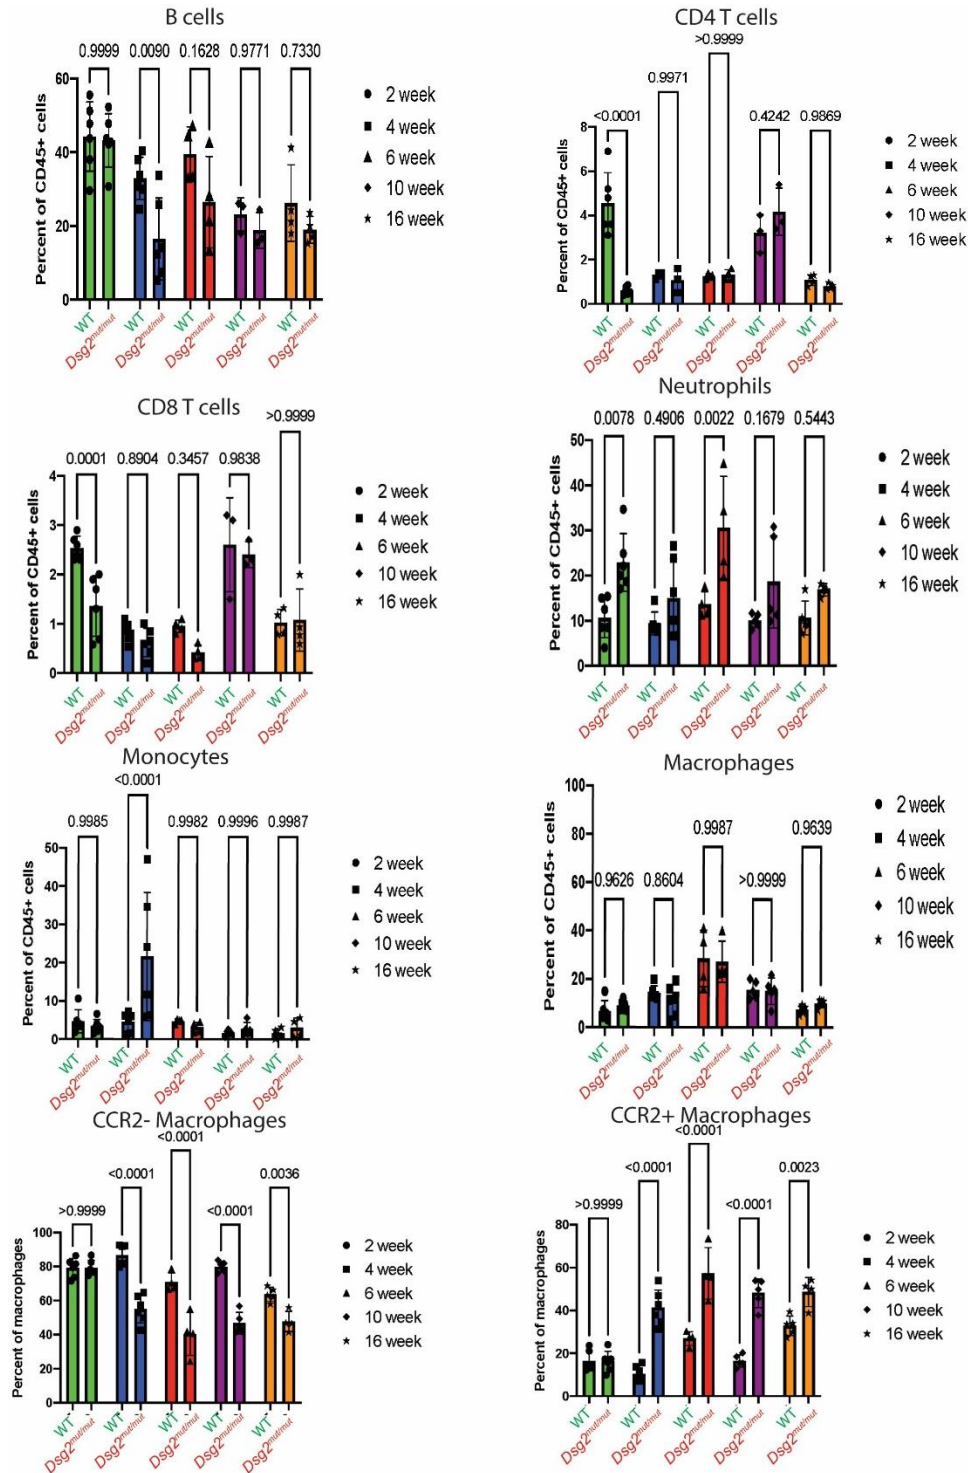 B cells
0.9999 0.0090 0.1628 0.9771 0.7330
Percent of CD45+ cells
60
40
20
0
WT Dsg2mut/mut WT Dsg2mut/mut WT Dsg2mut/mut WT Dsg2mut/mut WT Dsg2mut/mut
2 week
4 week
6 week
10 week
16 week
CD4 T cells
>0.9999
0.9971
<0.0001
0.4242 0.9869
Percent of CD45+ cells
8
6
4
2
0
WT Dsg2mut/mut WT Dsg2mut/mut WT Dsg2mut/mut WT Dsg2mut/mut WT Dsg2mut/mut
2 week
4 week
6 week
10 week
16 week
CD8 T cells
>0.9999
0.0001 0.8904 0.3457 0.9838
Percent of CD45+ cells
4
3
2
1
0
WT Dsg2mut/mut WT Dsg2mut/mut WT Dsg2mut/mut WT Dsg2mut/mut WT Dsg2mut/mut
2 week
4 week
6 week
10 week
16 week
Neutrophils
0.0078 0.4906 0.0022 0.1679 0.5443
Percent of CD45+ cells
50
40
30
20
10
0
WT Dsg2mut/mut WT Dsg2mut/mut WT Dsg2mut/mut WT Dsg2mut/mut WT Dsg2mut/mut
2 week
4 week
6 week
10 week
16 week
Monocytes
<0.0001
0.9985 0.9982 0.9996 0.9987
Percent of CD45+ cells
50
40
30
20
10
0
WT Dsg2mut/mut WT Dsg2mut/mut WT Dsg2mut/mut WT Dsg2mut/mut WT Dsg2mut/mut
2 week
4 week
6 week
10 week
16 week
Macrophages
0.9987
0.9639
0.9626 0.8604 >0.9999
Percent of CD45+ cells
100
80
60
40
20
0
WT Dsg2mut/mut WT Dsg2mut/mut WT Dsg2mut/mut WT Dsg2mut/mut WT Dsg2mut/mut
2 week
4 week
6 week
10 week
16 week
CCR2- Macrophages
<0.0001
<0.0001 0.0036
>0.9999 <0.0001
Percent of macrophages
100
80
60
40
20
0
WT Dsg2mut/mut WT Dsg2mut/mut WT Dsg2mut/mut WT Dsg2mut/mut WT Dsg2mut/mut
2 week
4 week
6 week
10 week
16 week
CCR2+ Macrophages
<0.0001
<0.0001 0.0023
>0.9999 <0.0001
Percent of macrophages
80
60
40
20
0
WT Dsg2mut/mut WT Dsg2mut/mut WT Dsg2mut/mut WT Dsg2mut/mut WT Dsg2mut/mut
2 week
4 week
6 week
10 week
16 week